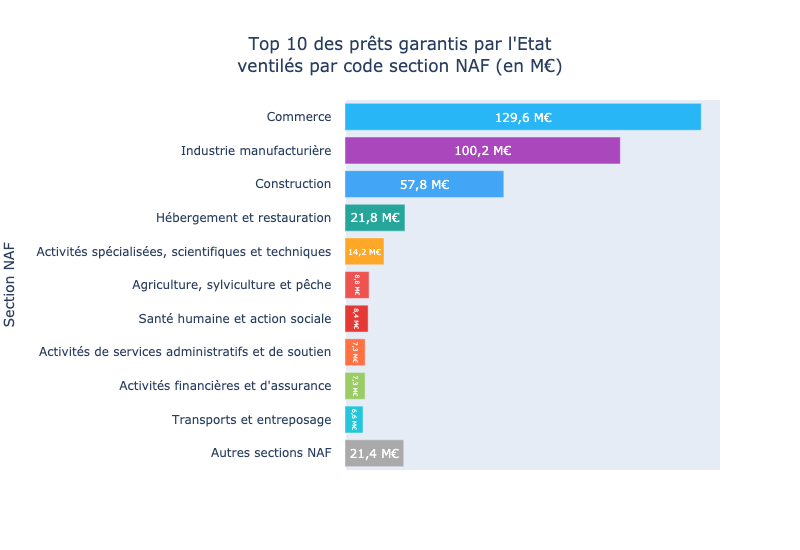 Top 10 des prêts garantis par l'Etat
ventilés par code section NAF (en M€)
Section NAF
Commerce 129,6 M€
Industrie manufacturière 100,2 M€
Construction 57,8 M€
Hébergement et restauration 21,8 M€
Activités spécialisées, scientifiques et techniques 14,2 M€
Agriculture, sylviculture et pêche 8,8 M€
Santé humaine et action sociale 8,4 M€
Activités de services administratifs et de soutien 7,3 M€
Activités financières et d'assurance 7,3 M€
Transports et entreposage 6,6 M€
Autres sections NAF 21,4 M€